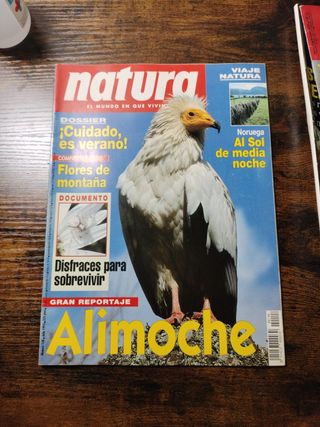 natura
EL MUNDO EN QUE VIVIM
VIAJE
NATURA
DOSSIER
¡Cuidado,
es verano!
Noruega
Al Sol
de media
noche
Flores de
montaña
DOCUMENTO
Disfraces para
sobrevivir
GRAN REPORTAJE
Alimoche